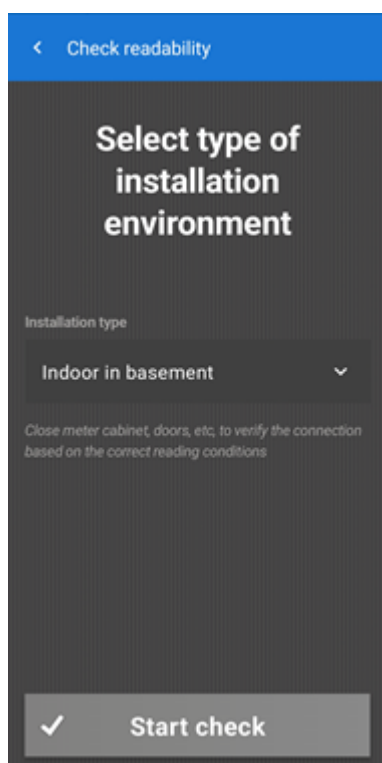 Check readability
Select type of
installation
environment
Installation type
Indoor in basement
Close meter cabinet, doors, etc, to verify the connection
based on the correct reading conditions
Start check